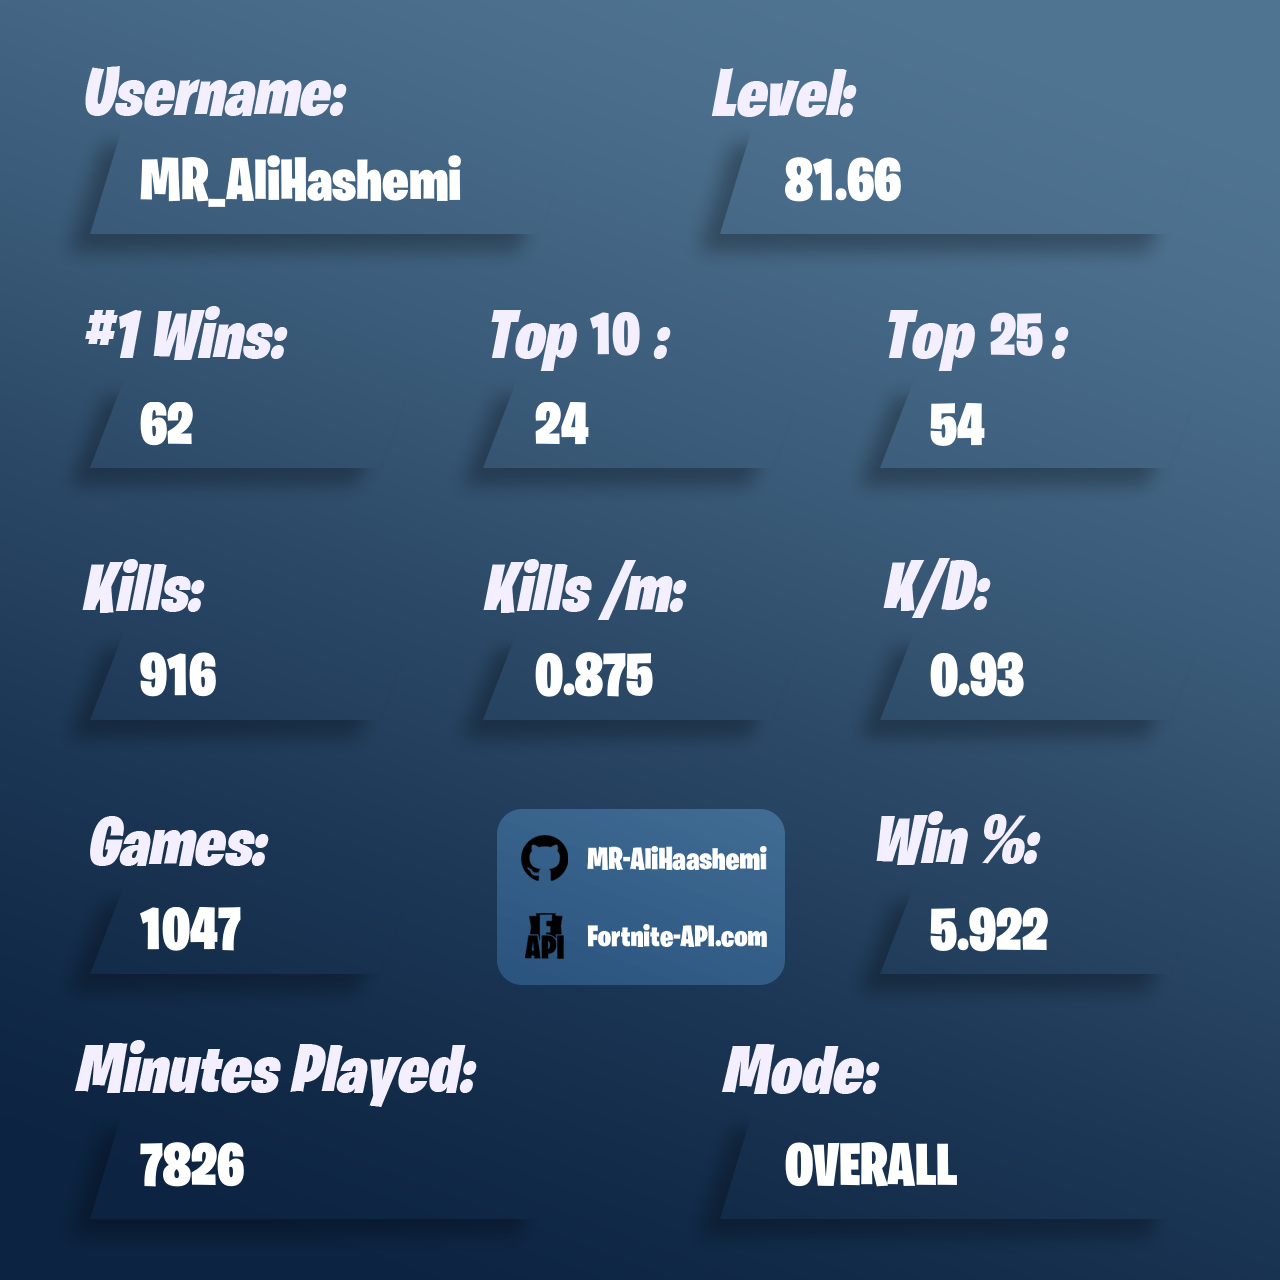 Username:
MR_AliHashemi
Level:
81.66
#1 Wins:
62
Top 10 :
24
Top 25 :
54
Kills:
916
Kills /m:
0.875
K/D:
0.93
Games:
1047
MR-AliHaashemi
F
API
Fortnite-API.com
Win %:
5.922
Minutes Played:
7826
Mode:
OVERALL